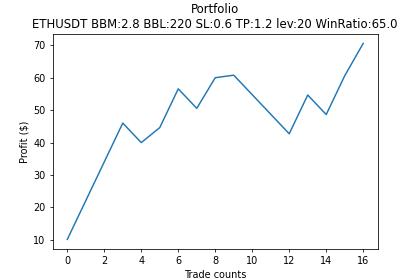 Portfolio
ETHUSDT BBM:2.8 BBL:220 SL:0.6 TP:1.2 lev:20 WinRatio:65.0
70
60
50
40
30
20
10
Profit ($)
0 2 4 6 8 10 12 14 16
Trade counts